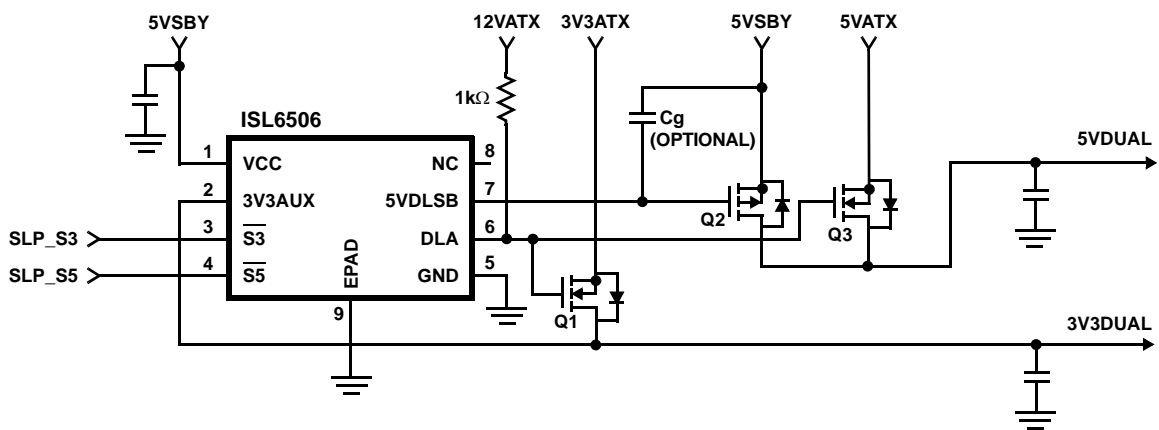 5VSBY
12VATX
3V3ATX
5VSBY
5VATX
1kΩ
Cg
(OPTIONAL)
ISL6506
1
VCC
NC
8
5VDUAL
2
3V3AUX
5VDLSB
7
Q2
Q3
SLP_S3
3
S3
DLA
6
SLP_S5
4
S5
EPAD
GND
5
9
Q1
3V3DUAL